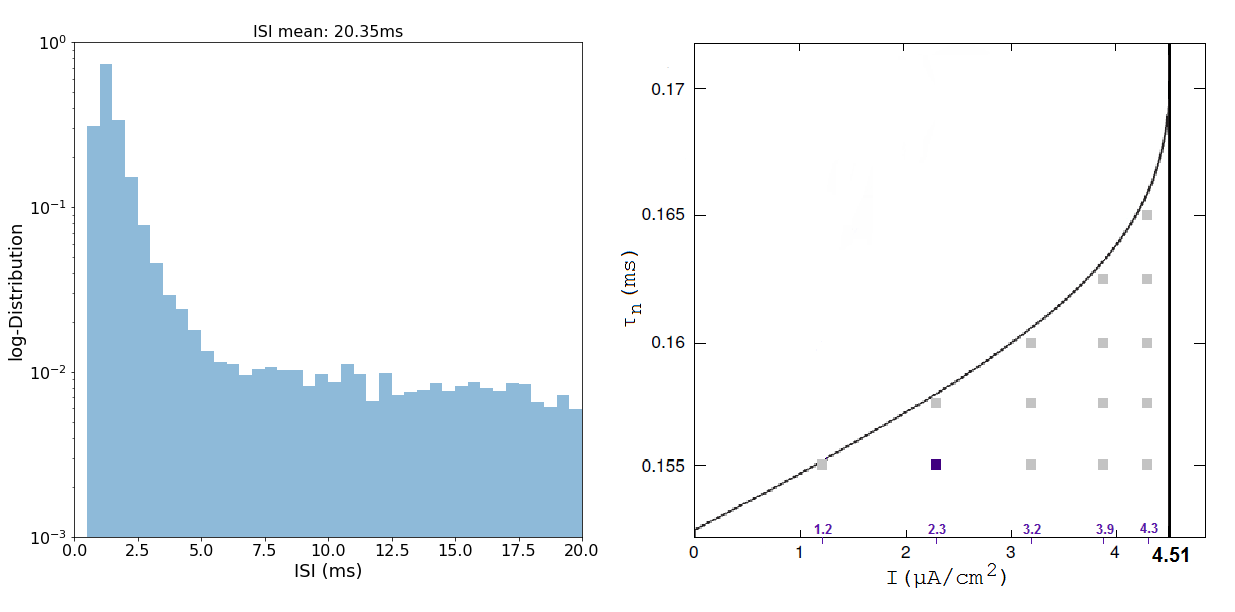 ISI mean: 20.35ms
10⁰
10⁻¹
10⁻²
10⁻³
log-Distribution
0.0 2.5 5.0 7.5 10.0 12.5 15.0 17.5 20.0
ISI (ms)
0.17
0.165
0.16
0.155
τn (ms)
1.2 2.3 3.2 3.9 4.3
0 1 2 3 4 4.51
I (μA/cm²)